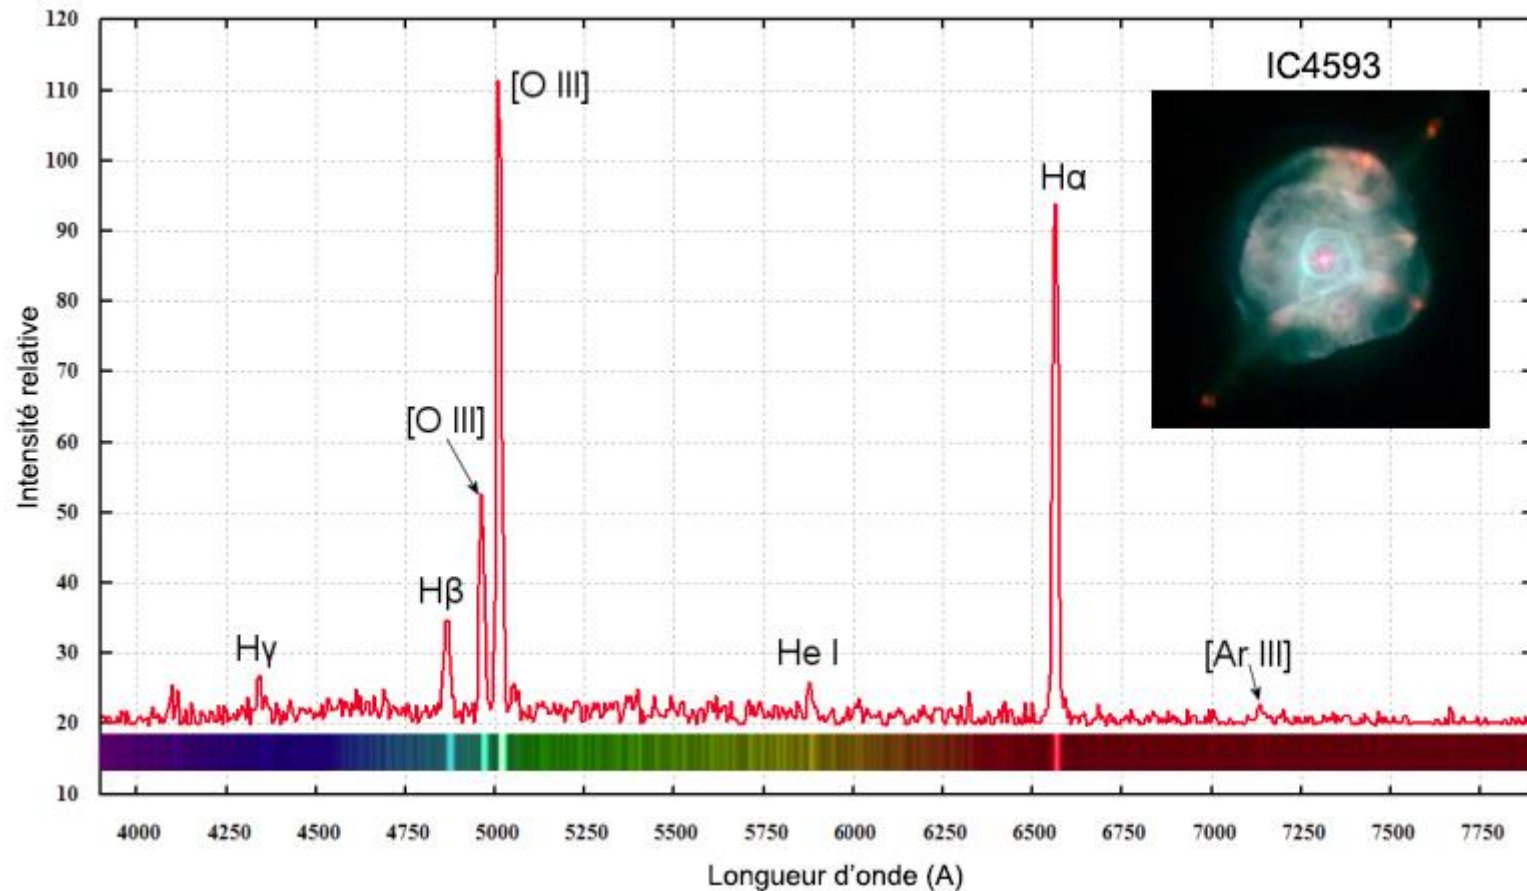 120
110
100
90
80
70
60
50
40
30
20
10
Intensité relative
IC4593
[O III]
Hα
[O III]
Hβ
Hγ
He I
[Ar III]
4000 4250 4500 4750 5000 5250 5500 5750 6000 6250 6500 6750 7000 7250 7500 7750
Longueur d'onde (A)